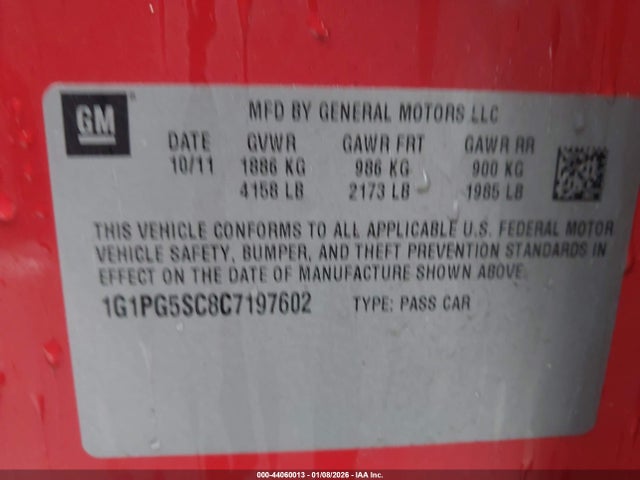 GM
MFD BY GENERAL MOTORS LLC
DATE GVWR GAWR FRT GAWR RR
10/11 1886 KG 986 KG 900 KG
4158 LB 2173 LB 1985 LB
THIS VEHICLE CONFORMS TO ALL APPLICABLE U.S. FEDERAL MOTOR
VEHICLE SAFETY, BUMPER, AND THEFT PREVENTION STANDARDS IN
EFFECT ON THE DATE OF MANUFACTURE SHOWN ABOVE.
1G1PG5SC8C7197602 TYPE: PASS CAR
000-44060013 - 01/08/2026 - IAA Inc.